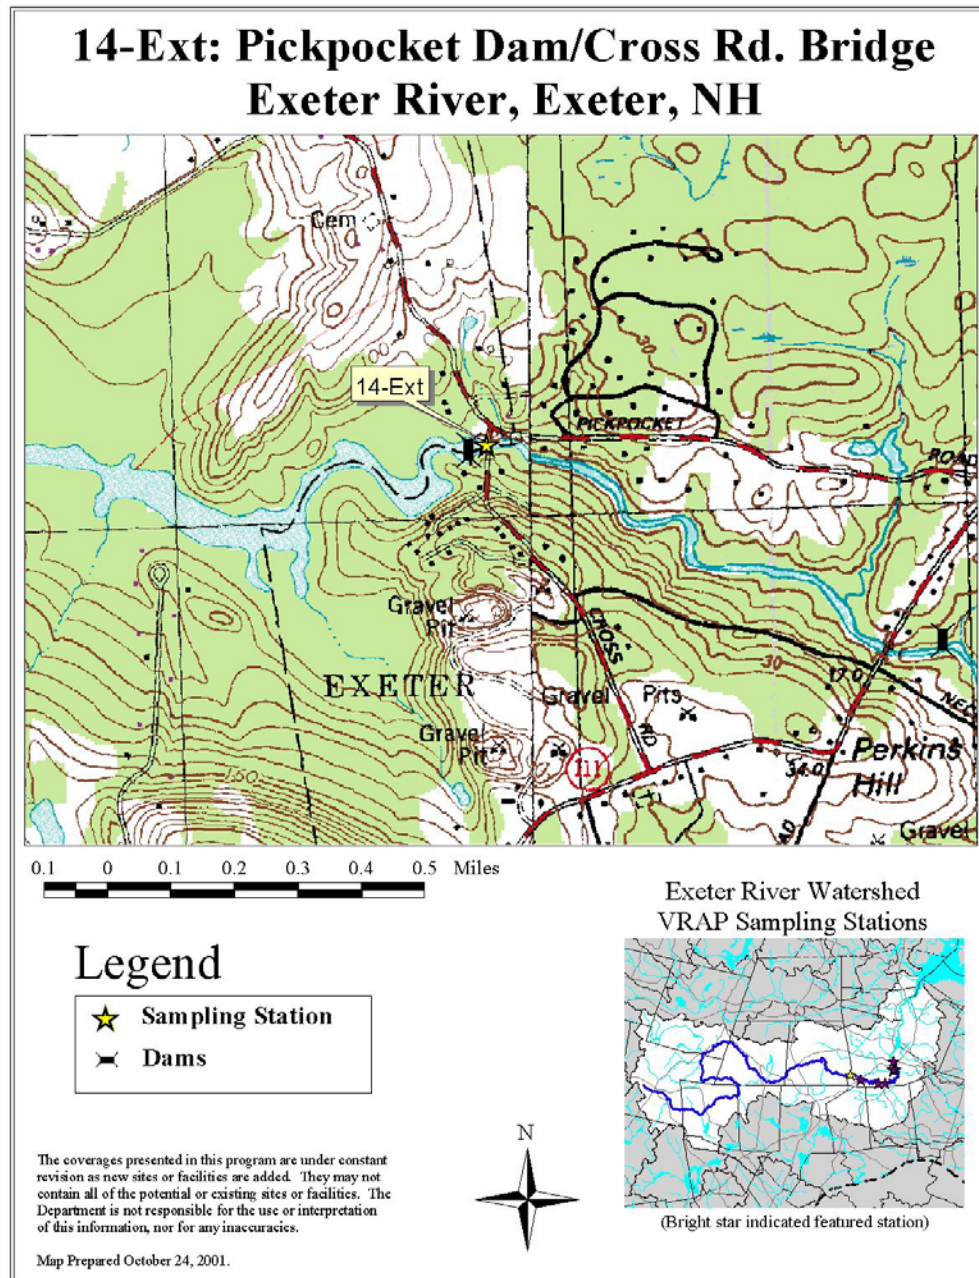 14-Ext: Pickpocket Dam/Cross Rd. Bridge
Exeter River, Exeter, NH
Cem
14-Ext
30
PICKPOCKET
ROAD
Gravel
Pit
CROSS
RD
EXETER
Gravel
Pits
30
170
NEW
Gravel
Pit
111
340
Perkins
Hill
150
Gravel
0.1 0 0.1 0.2 0.3 0.4 0.5 Miles
Exeter River Watershed
VRAP Sampling Stations
Legend
Sampling Station
Dams
N
The coverages presented in this program are under constant
revision as new sites or facilities are added. They may not
contain all of the potential or existing sites or facilities. The
Department is not responsible for the use or interpretation
of this information, nor for any inaccuracies.
(Bright star indicated featured station)
Map Prepared October 24, 2001.